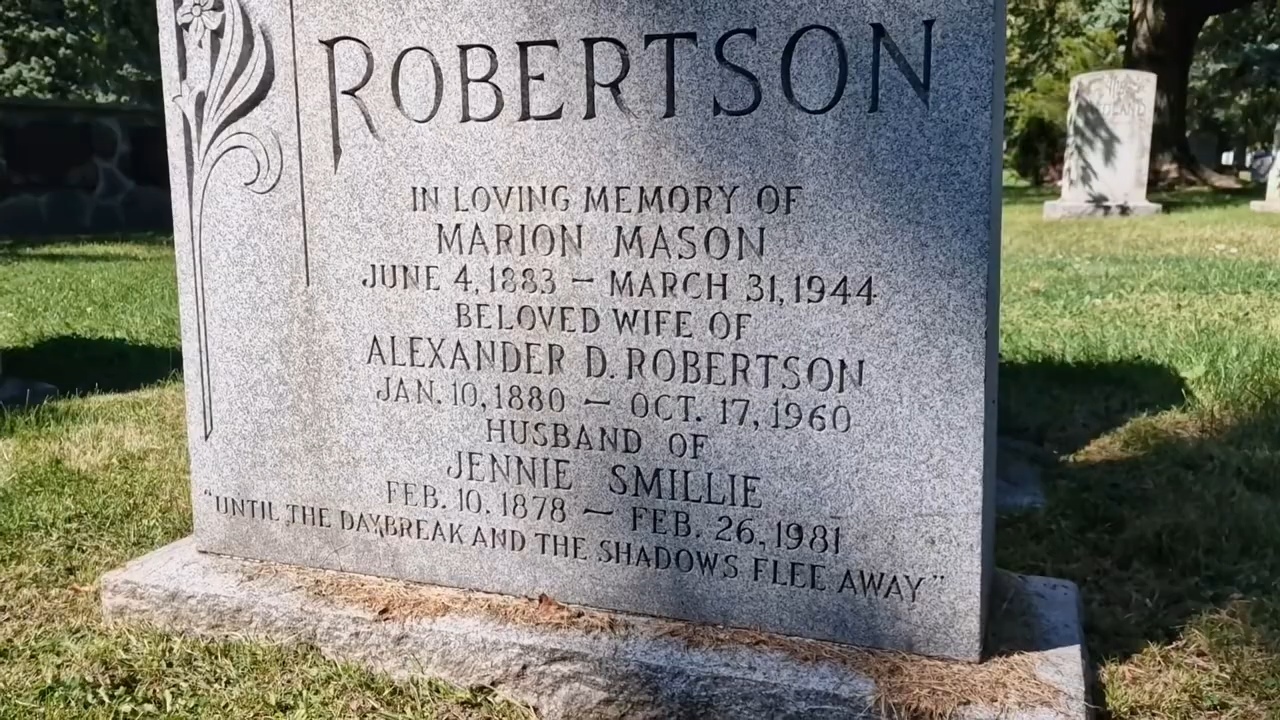 ROBERTSON
IN LOVING MEMORY OF
MARION MASON
JUNE 4, 1883 – MARCH 31, 1944
BELOVED WIFE OF
ALEXANDER D. ROBERTSON
JAN. 10, 1880 – OCT. 17, 1960
HUSBAND OF
JENNIE SMILLIE
FEB. 10. 1878 – FEB. 26, 1981
"UNTIL THE DAYBREAK AND THE SHADOWS FLEE AWAY"